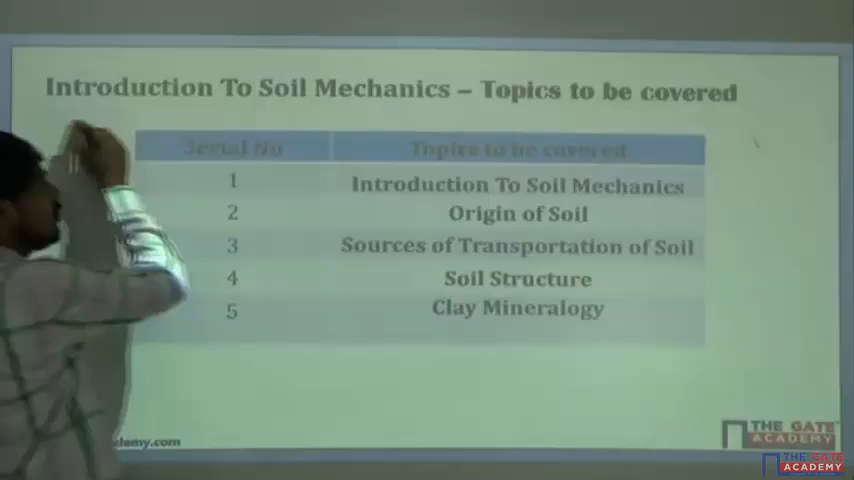 Introduction To Soil Mechanics – Topics to be covered
Serial No Topics to be covered
1 Introduction To Soil Mechanics
2 Origin of Soil
3 Sources of Transportation of Soil
4 Soil Structure
5 Clay Mineralogy
demy.com
THE GATE
ACADEMY
THE GATE
ACADEMY